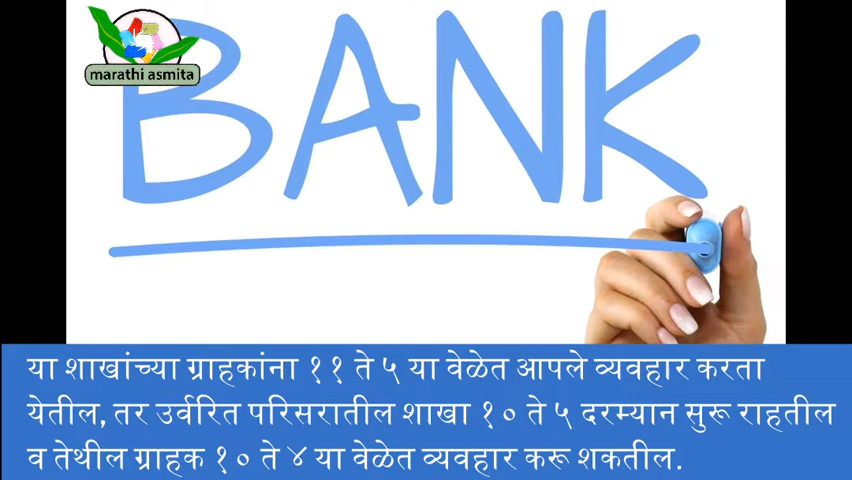 BANK
marathi asmita
या शाखांच्या ग्राहकांना ११ ते ५ या वेळेत आपले व्यवहार करता
येतील, तर उर्वरित परिसरातील शाखा १० ते ५ दरम्यान सुरू राहतील
व तेथील ग्राहक १० ते ४ या वेळेत व्यवहार करू शकतील.